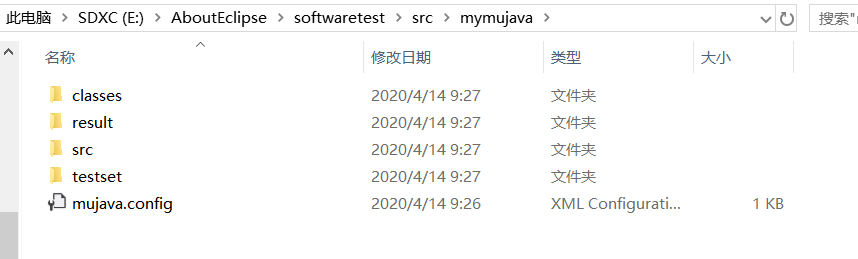 此电脑 › SDXC (E:) › AboutEclipse › softwaretest › src › mymujava › 搜索"
名称 修改日期 类型 大小
classes 2020/4/14 9:27 文件夹
result 2020/4/14 9:27 文件夹
src 2020/4/14 9:27 文件夹
testset 2020/4/14 9:27 文件夹
mujava.config 2020/4/14 9:26 XML Configurati... 1 KB